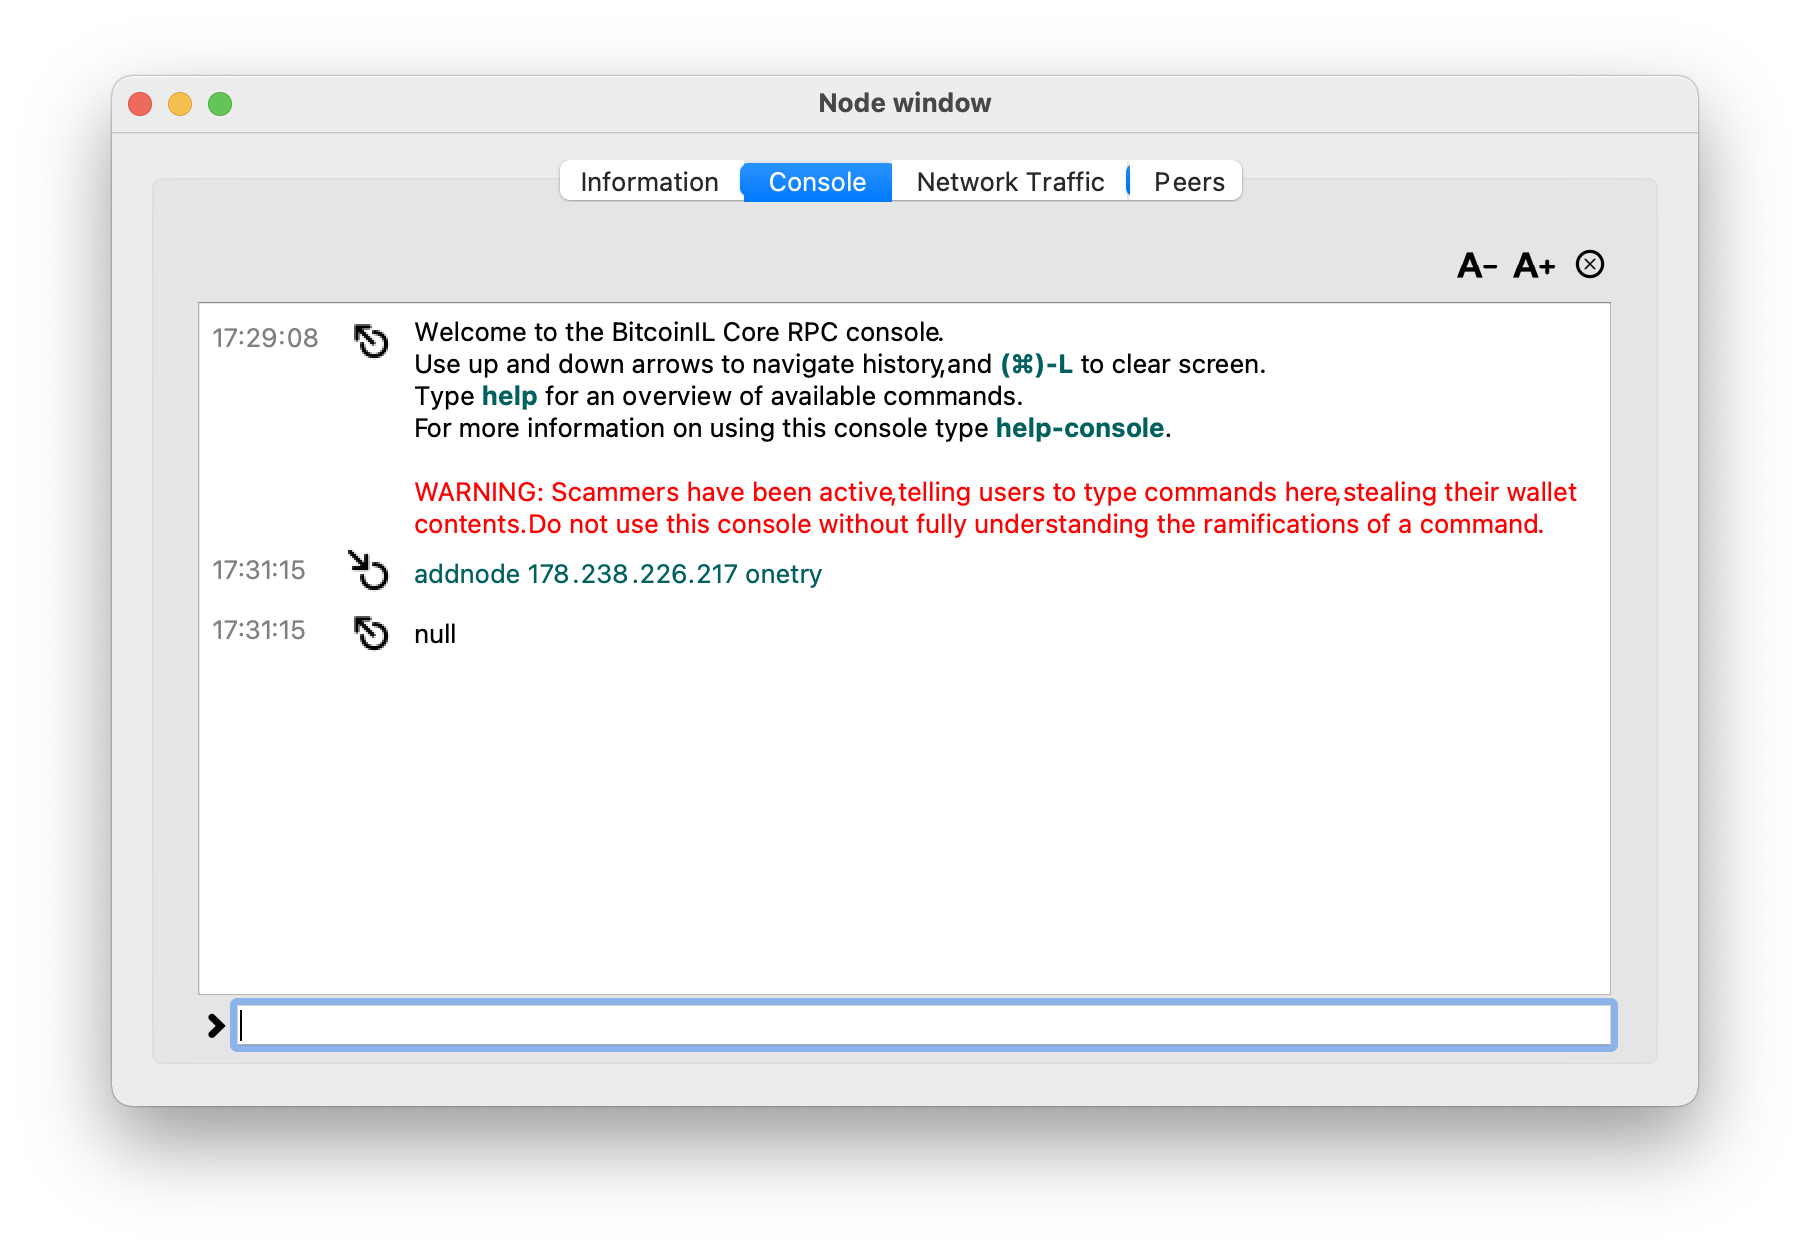 Node window
Information Console Network Traffic Peers
A- A+
17:29:08 Welcome to the BitcoinIL Core RPC console.
Use up and down arrows to navigate history,and (⌘)-L to clear screen.
Type help for an overview of available commands.
For more information on using this console type help-console.
WARNING: Scammers have been active,telling users to type commands here,stealing their wallet
contents.Do not use this console without fully understanding the ramifications of a command.
17:31:15 addnode 178.238.226.217 onetry
17:31:15 null